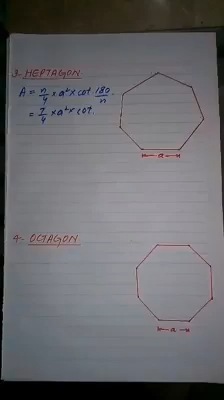 3- HEPTAGON
A = n/4 × a² × cot 180/n.
= 7/4 × a² × cot.
a
4- OCTAGON
a